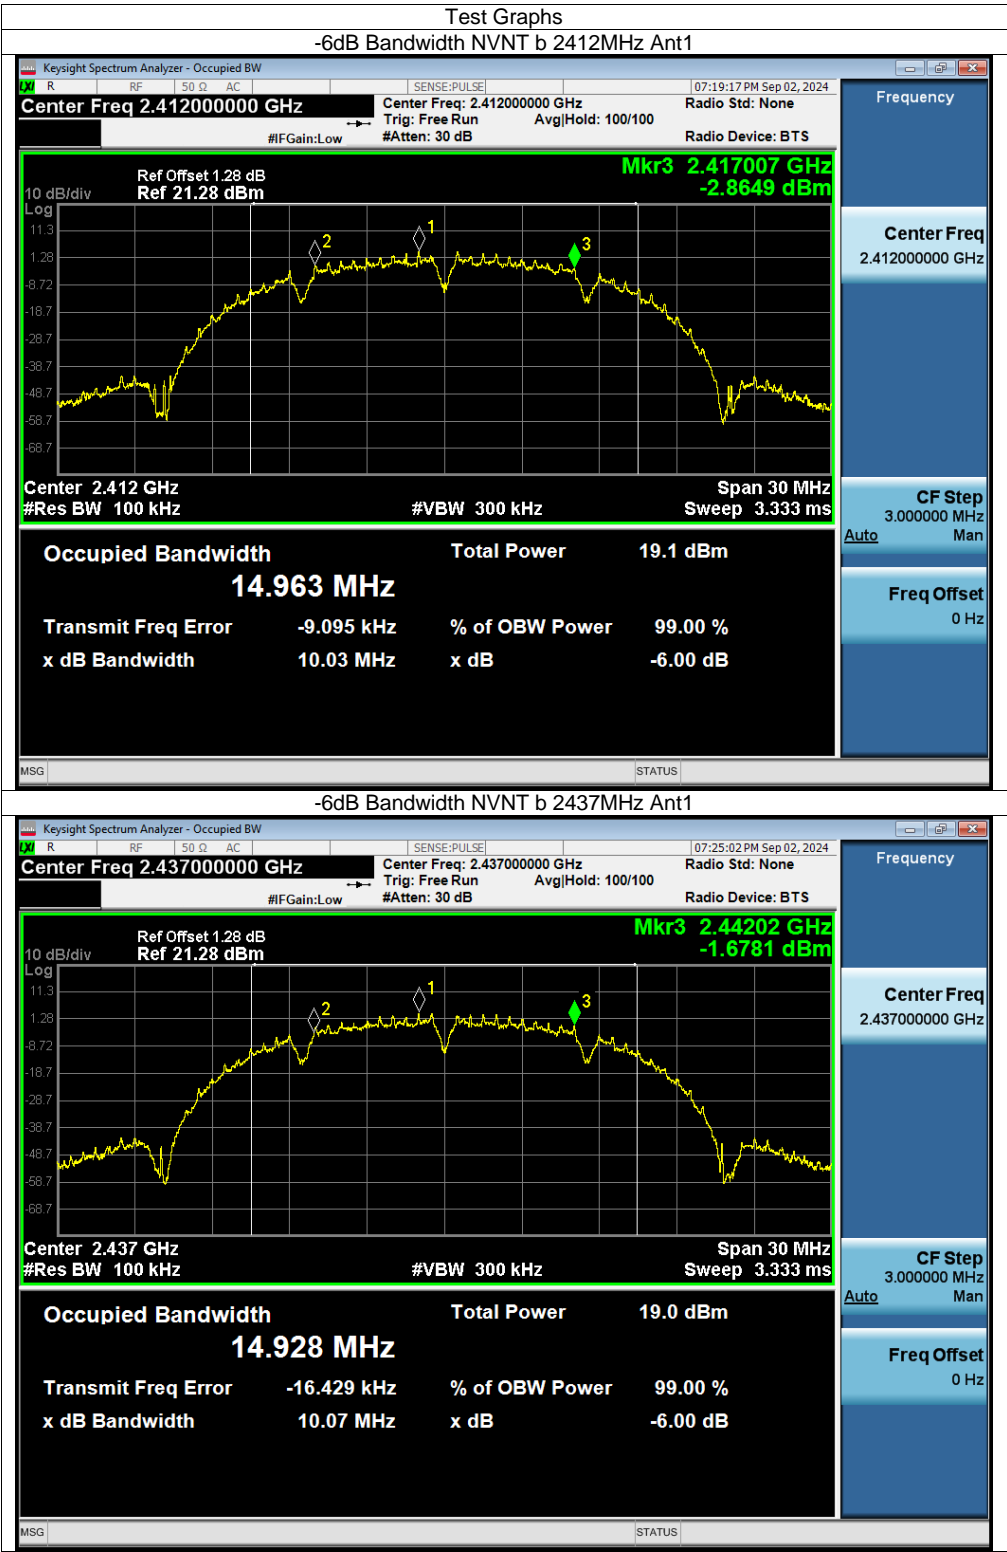 Test Graphs
-6dB Bandwidth NVNT b 2412MHz Ant1
Keysight Spectrum Analyzer - Occupied BW
LXI R RF 50 Ω AC SENSE:PULSE 07:19:17 PM Sep 02, 2024
Center Freq 2.412000000 GHz Center Freq: 2.412000000 GHz Radio Std: None
Trig: Free Run Avg|Hold: 100/100
#IFGain:Low #Atten: 30 dB Radio Device: BTS
Frequency
Mkr3 2.417007 GHz
-2.8649 dBm
Ref Offset 1.28 dB
10 dB/div Ref 21.28 dBm
Log
11.3
1.28
-8.72
-18.7
-28.7
-38.7
-48.7
-58.7
-68.7
2
1
3
Center 2.412 GHz Span 30 MHz
#Res BW 100 kHz #VBW 300 kHz Sweep 3.333 ms
Center Freq
2.412000000 GHz
CF Step
3.000000 MHz
Auto Man
Freq Offset
0 Hz
Occupied Bandwidth Total Power 19.1 dBm
14.963 MHz
Transmit Freq Error -9.095 kHz % of OBW Power 99.00 %
x dB Bandwidth 10.03 MHz x dB -6.00 dB
MSG STATUS
-6dB Bandwidth NVNT b 2437MHz Ant1
Keysight Spectrum Analyzer - Occupied BW
LXI R RF 50 Ω AC SENSE:PULSE 07:25:02 PM Sep 02, 2024
Center Freq 2.437000000 GHz Center Freq: 2.437000000 GHz Radio Std: None
Trig: Free Run Avg|Hold: 100/100
#IFGain:Low #Atten: 30 dB Radio Device: BTS
Frequency
Mkr3 2.44202 GHz
-1.6781 dBm
Ref Offset 1.28 dB
10 dB/div Ref 21.28 dBm
Log
11.3
1.28
-8.72
-18.7
-28.7
-38.7
-48.7
-58.7
-68.7
2
1
3
Center 2.437 GHz Span 30 MHz
#Res BW 100 kHz #VBW 300 kHz Sweep 3.333 ms
Center Freq
2.437000000 GHz
CF Step
3.000000 MHz
Auto Man
Freq Offset
0 Hz
Occupied Bandwidth Total Power 19.0 dBm
14.928 MHz
Transmit Freq Error -16.429 kHz % of OBW Power 99.00 %
x dB Bandwidth 10.07 MHz x dB -6.00 dB
MSG STATUS